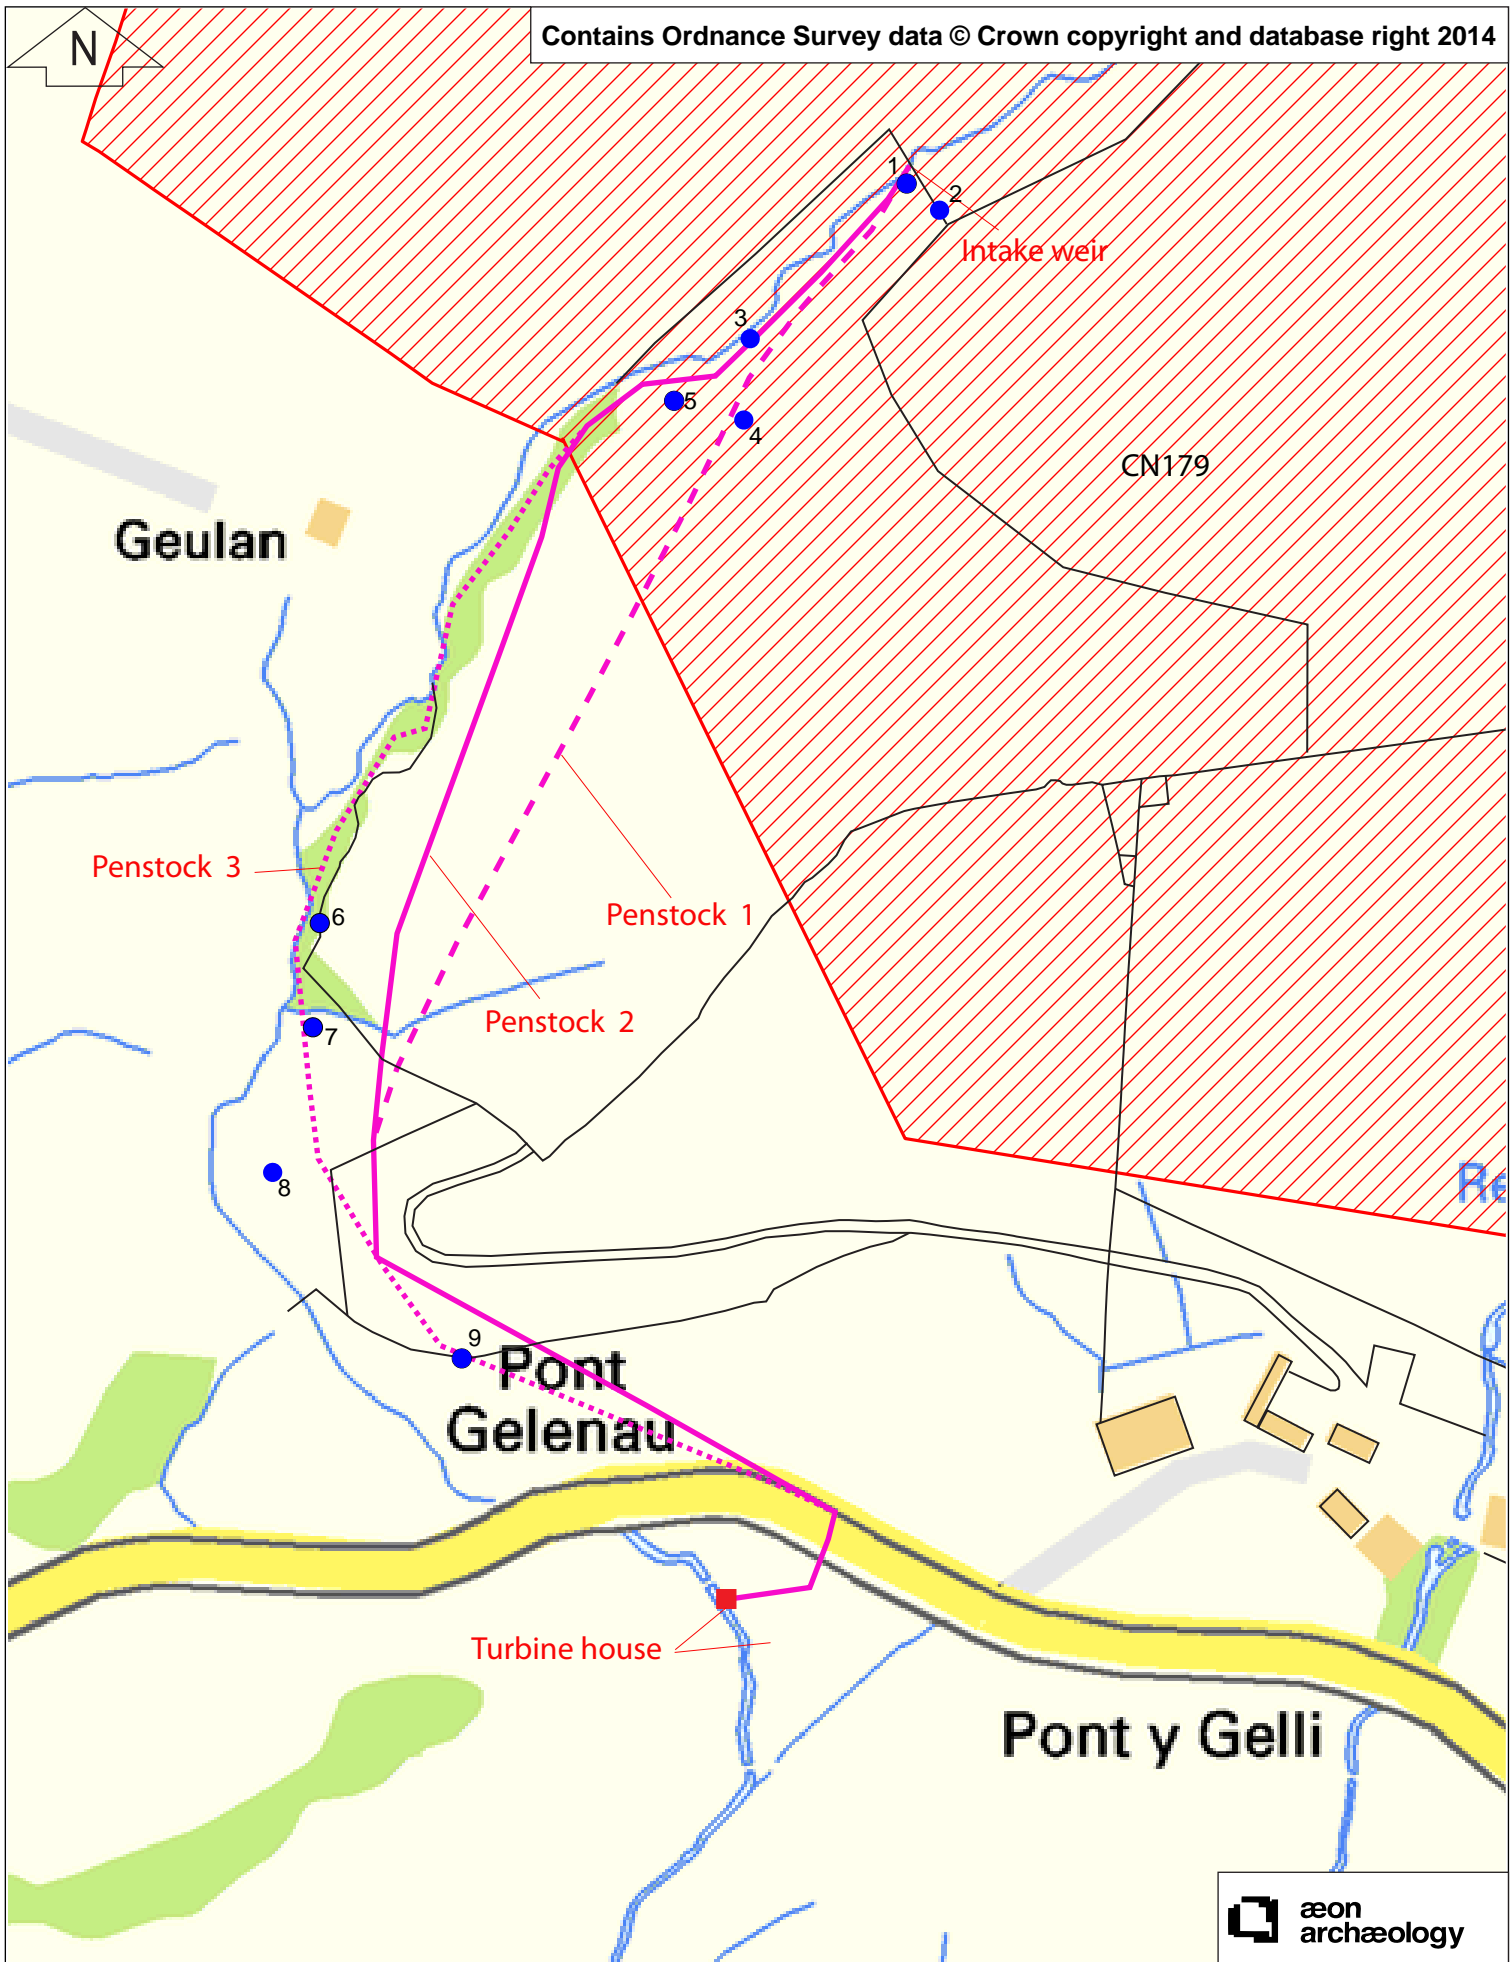 N
Contains Ordnance Survey data © Crown copyright and database right 2014
1
2
Intake weir
3
5
4
CN179
Geulan
Penstock 3
6
Penstock 1
Penstock 2
7
8
Re
9
Pont
Gelenau
Turbine house
Pont y Gelli
æon
archæology